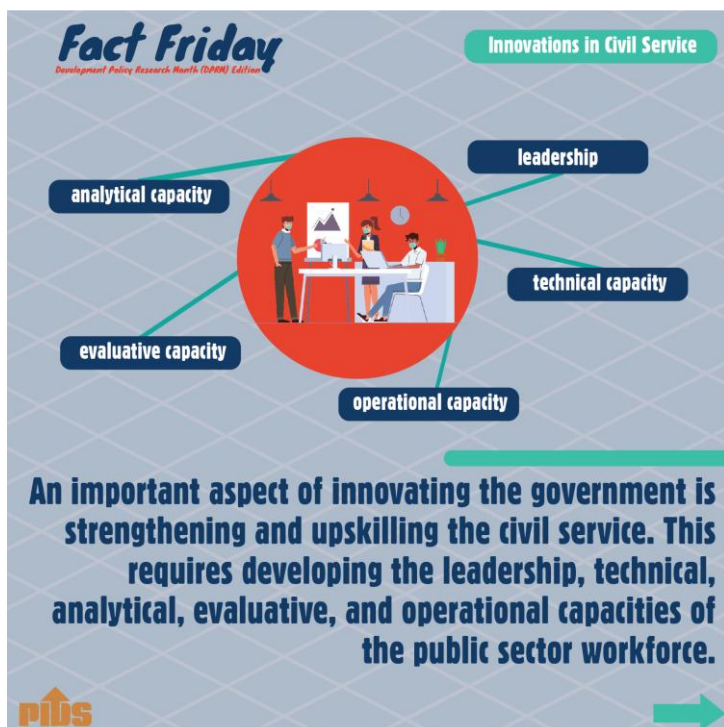 Fact Friday
Development Policy Research Month (DPRM) Edition
Innovations in Civil Service
leadership
analytical capacity
technical capacity
evaluative capacity
operational capacity
An important aspect of innovating the government is
strengthening and upskilling the civil service. This
requires developing the leadership, technical,
analytical, evaluative, and operational capacities of
the public sector workforce.
PIDS